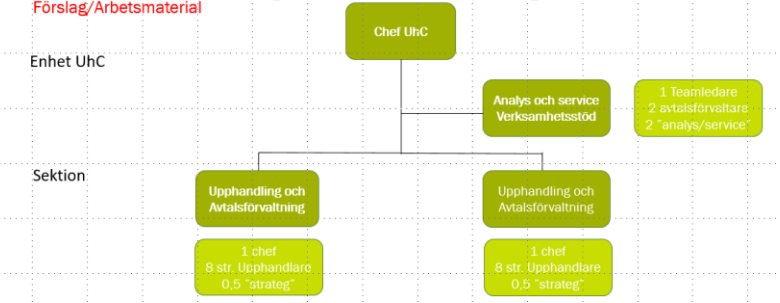 Förslag/Arbetsmaterial
Chef UhC
Enhet UhC
Analys och service
Verksamhetsstöd
1 Teamledare
2 avtalsförvaltare
2 "analys/service"
Sektion
Upphandling och
Avtalsförvaltning
Upphandling och
Avtalsförvaltning
1 chef
8 str. Upphandlare
0,5 "strateg"
1 chef
8 str. Upphandlare
0,5 "strateg"